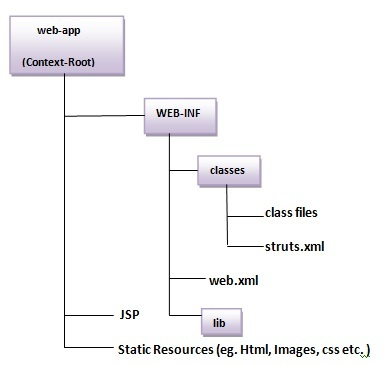 web-app
(Context-Root)
WEB-INF
classes
class files
struts.xml
web.xml
lib
JSP
Static Resources (eg. Html, Images, css etc. )